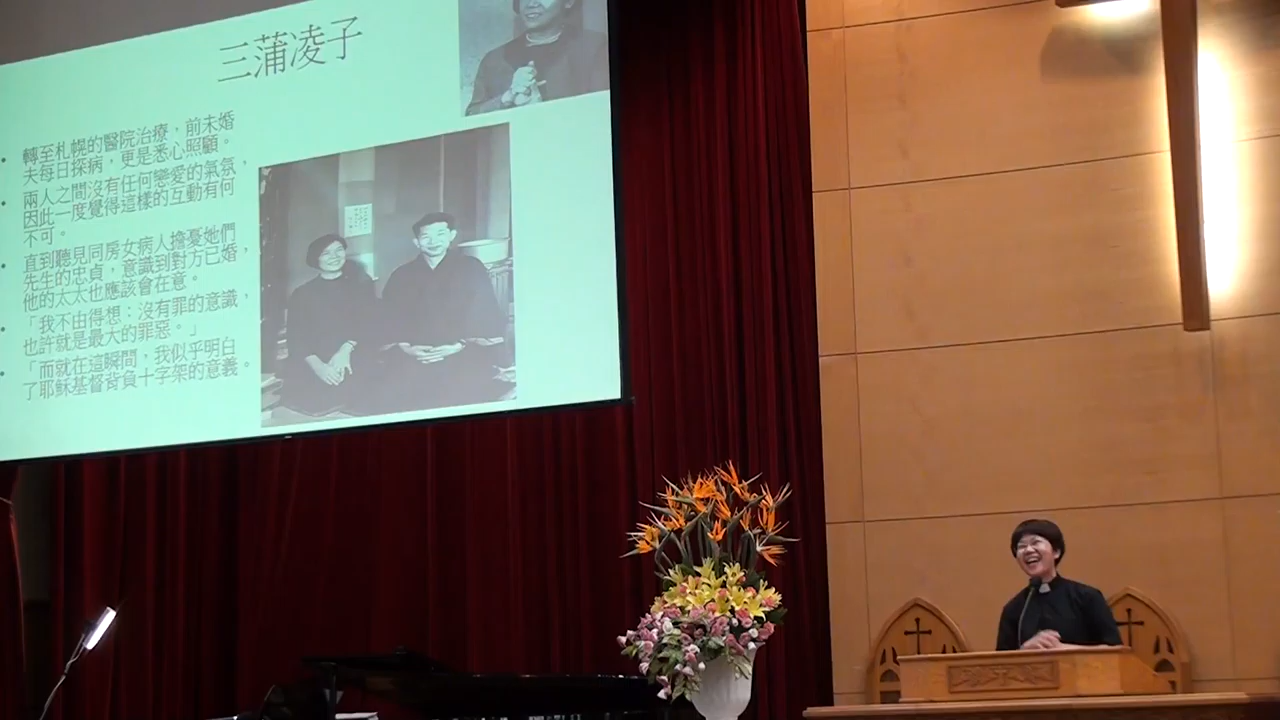 三蒲凌子
轉至札幌的醫院治療，前未婚
夫每日探病，更是悉心照顧。
兩人之間沒有任何戀愛的氣氛，
因此一度覺得這樣的互動有何
不可。
直到聽見同房女病人擔憂她們
先生的忠貞，意識到對方已婚，
他的太太也應該會在意。
「我不由得想：沒有罪的意識，
也許就是最大的罪惡。」
「而就在這瞬間，我似乎明白
了耶穌基督背負十字架的意義。